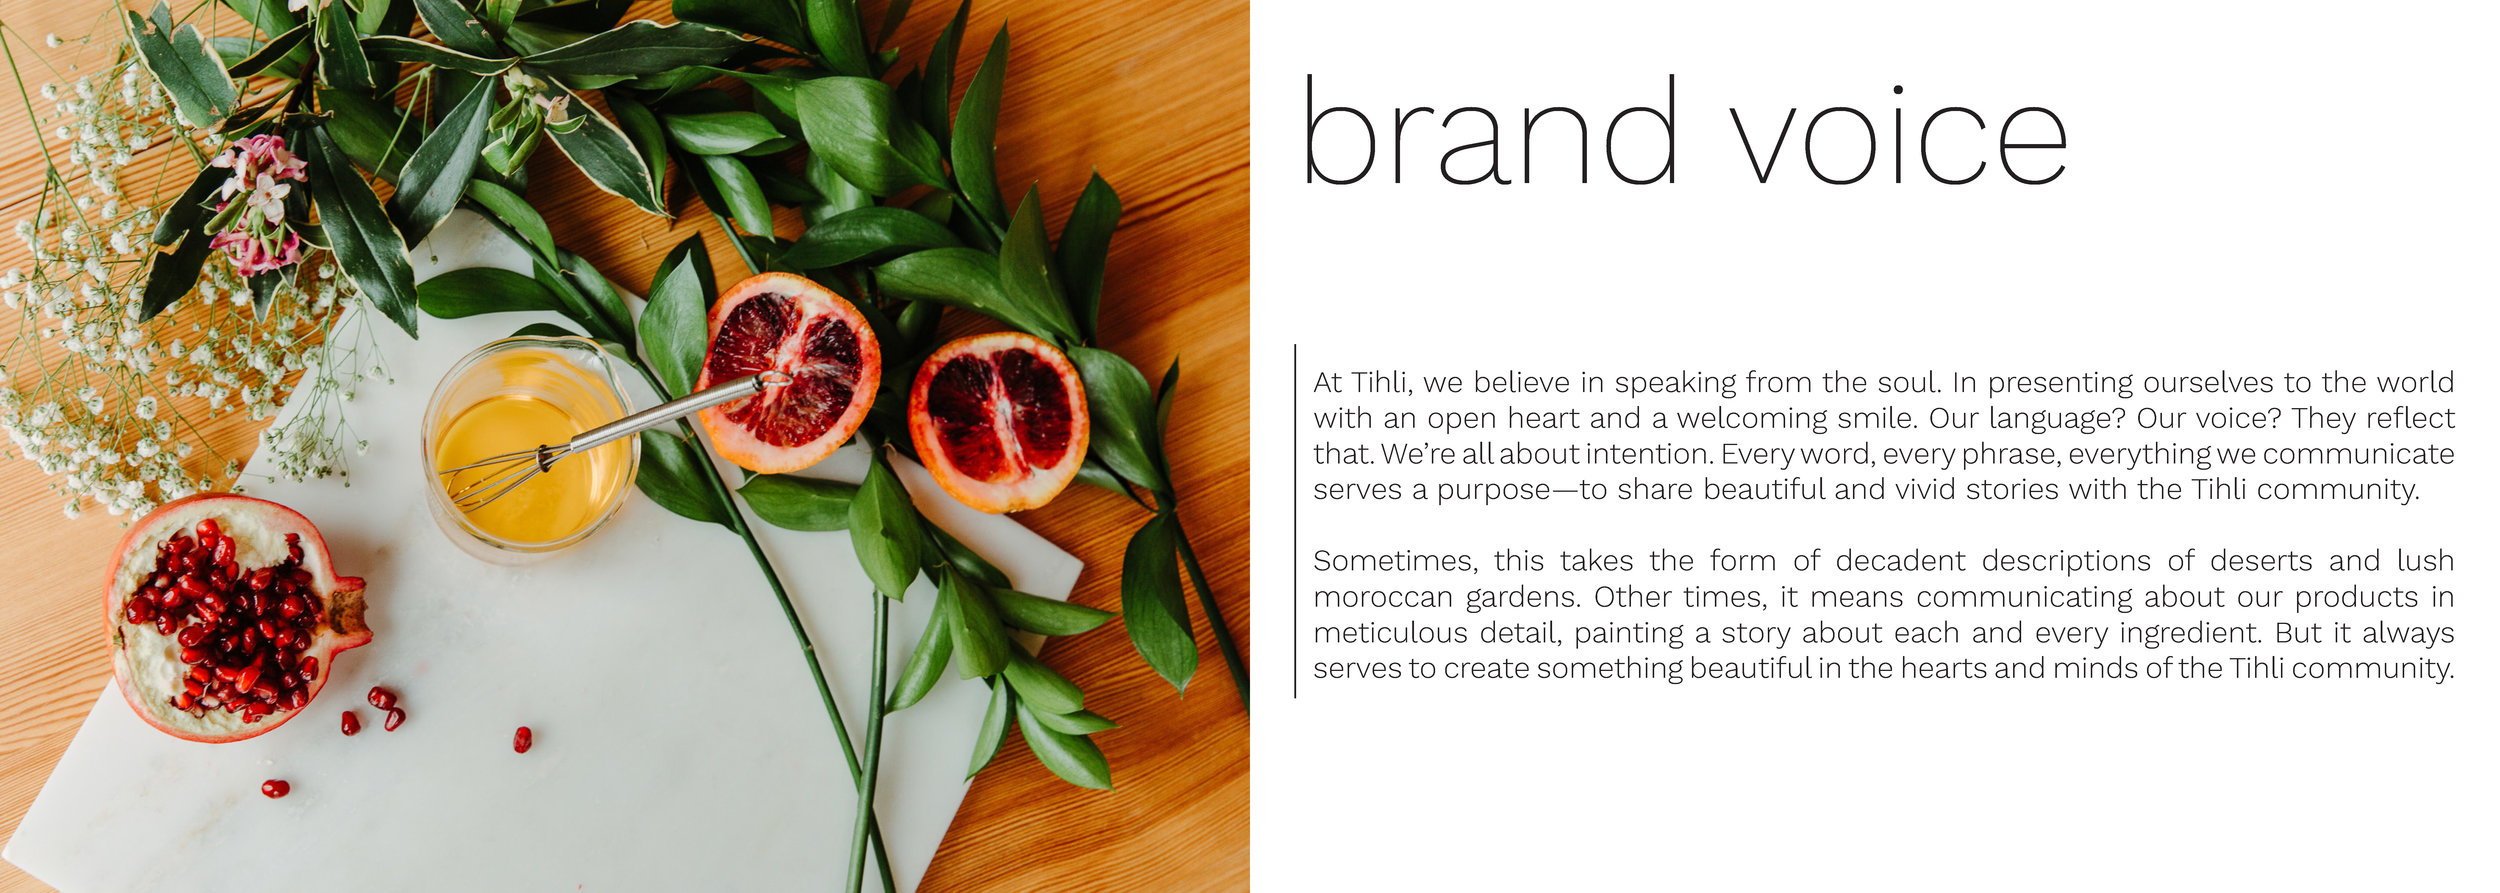 brand voice
At Tihli, we believe in speaking from the soul. In presenting ourselves to the world
with an open heart and a welcoming smile. Our language? Our voice? They reflect
that. We're all about intention. Every word, every phrase, everything we communicate
serves a purpose—to share beautiful and vivid stories with the Tihli community.
Sometimes, this takes the form of decadent descriptions of deserts and lush
moroccan gardens. Other times, it means communicating about our products in
meticulous detail, painting a story about each and every ingredient. But it always
serves to create something beautiful in the hearts and minds of the Tihli community.